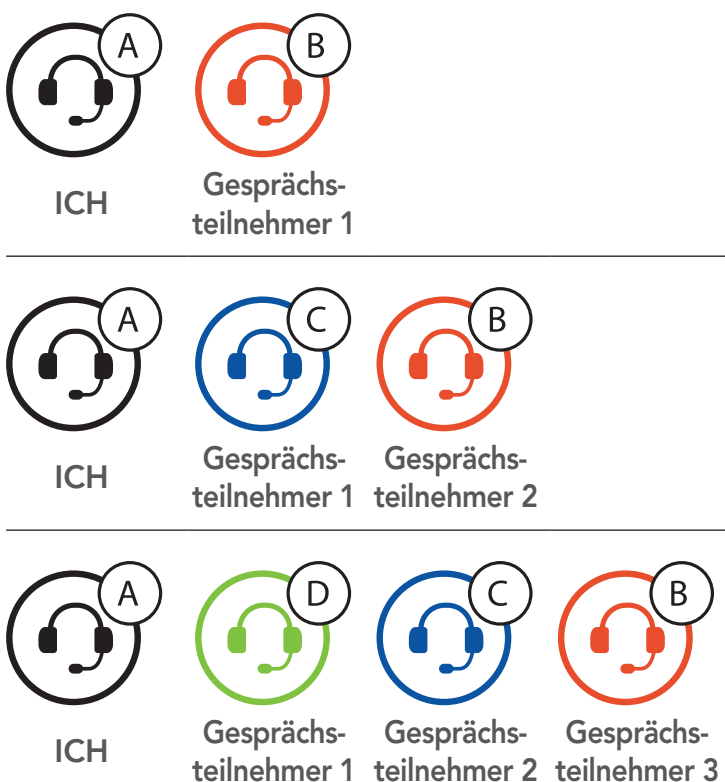 A B
ICH
Gesprächs-
teilnehmer 1
A C B
ICH
Gesprächs-
teilnehmer 1
Gesprächs-
teilnehmer 2
A D C B
ICH
Gesprächs-
teilnehmer 1
Gesprächs-
teilnehmer 2
Gesprächs-
teilnehmer 3